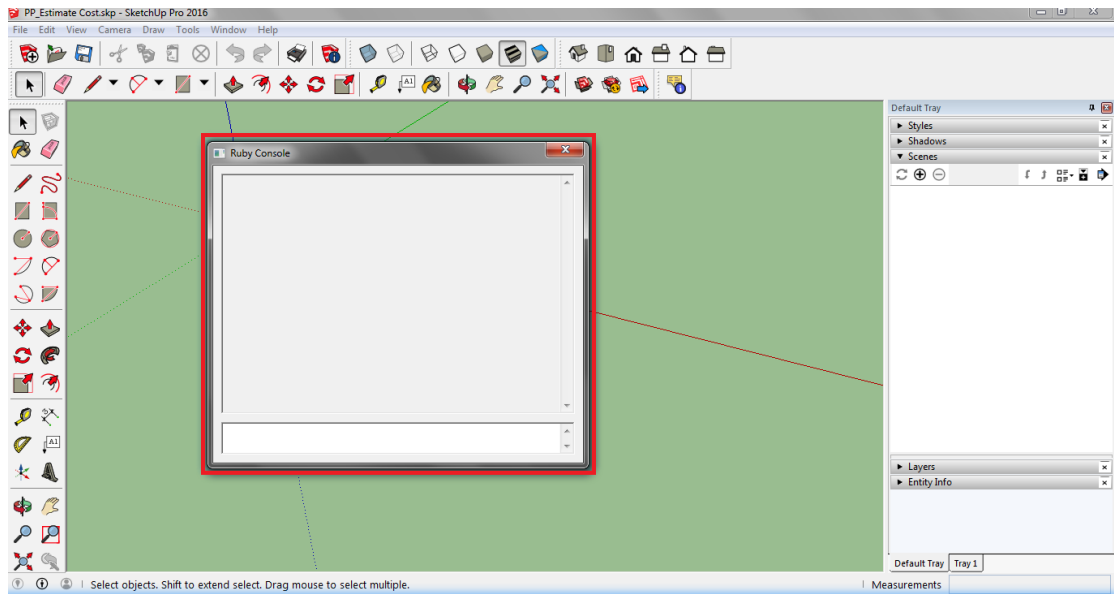 PP_Estimate Cost.skp - SketchUp Pro 2016
File Edit View Camera Draw Tools Window Help
A1
Default Tray
Styles
Shadows
Scenes
Ruby Console
A1
Layers
Entity Info
Default Tray Tray 1
Select objects. Shift to extend select. Drag mouse to select multiple.
Measurements